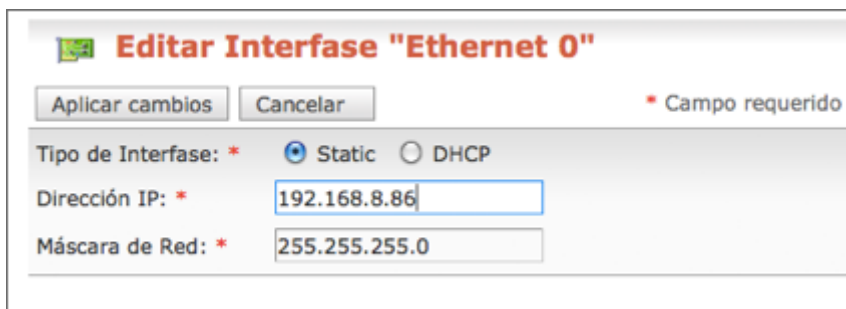 Editar Interfase "Ethernet 0"
Aplicar cambios Cancelar * Campo requerido
Tipo de Interfase: * Static DHCP
Dirección IP: * 192.168.8.86
Máscara de Red: * 255.255.255.0